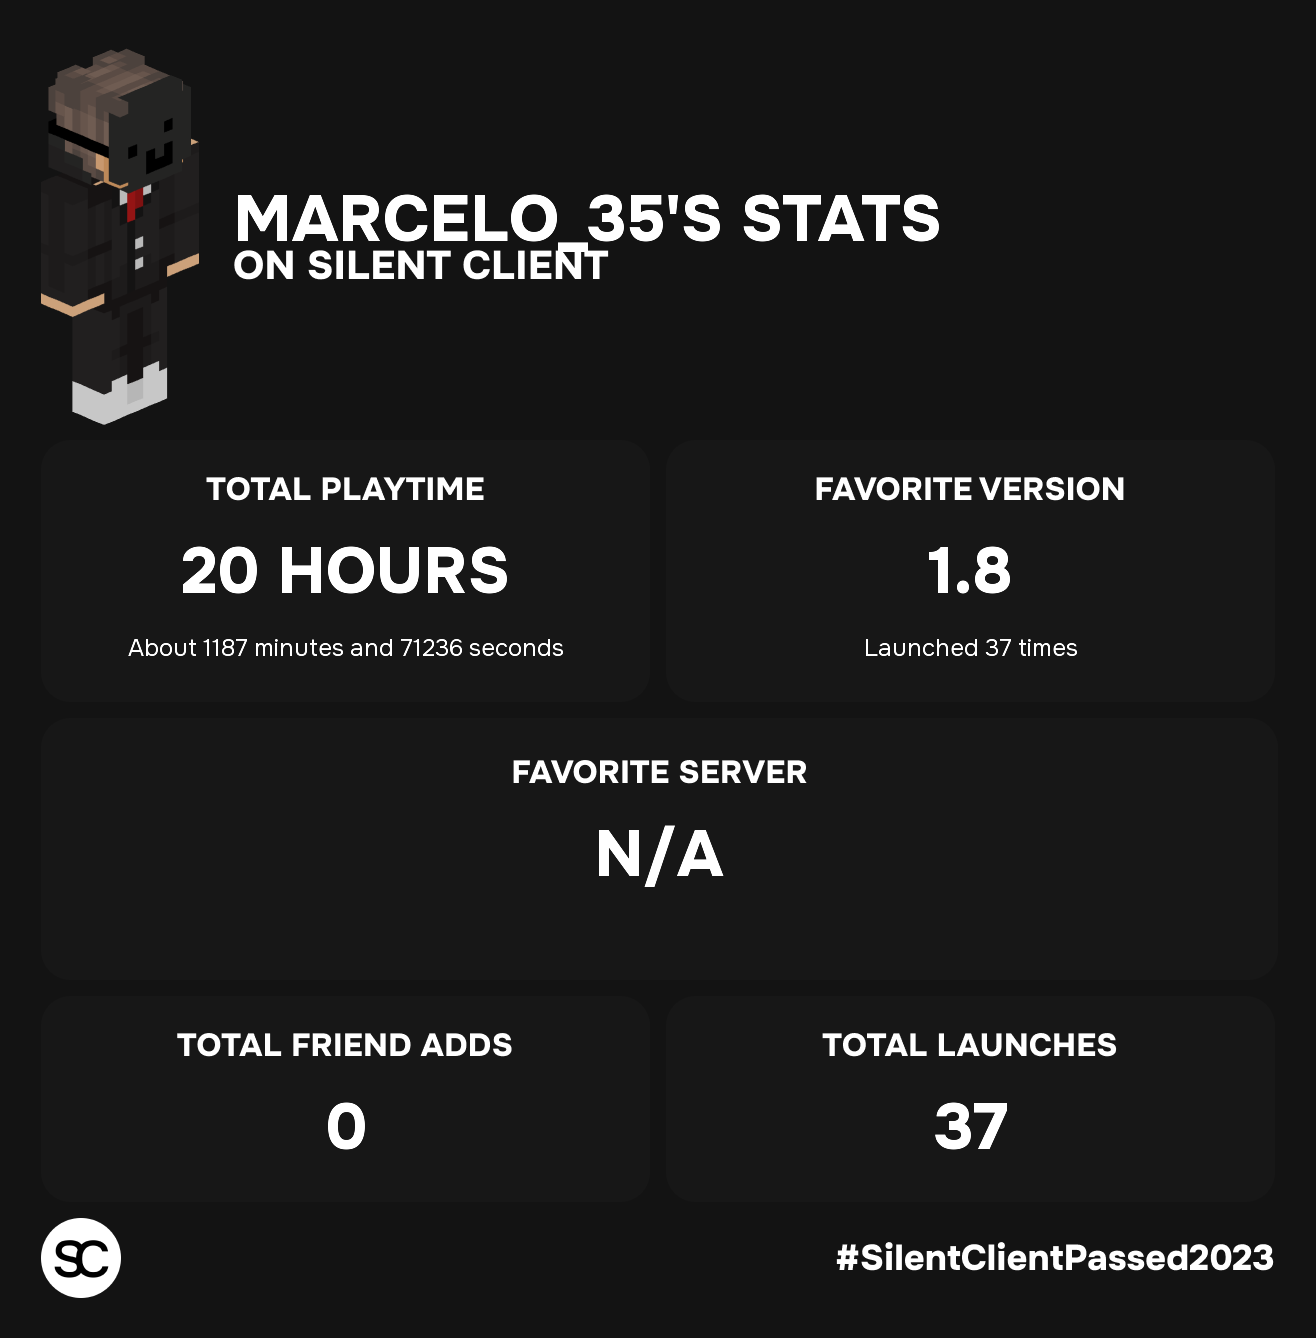 MARCELO_35'S STATS
ON SILENT CLIENT
TOTAL PLAYTIME
20 HOURS
About 1187 minutes and 71236 seconds
FAVORITE VERSION
1.8
Launched 37 times
FAVORITE SERVER
N/A
TOTAL FRIEND ADDS
0
TOTAL LAUNCHES
37
SC
#SilentClientPassed2023